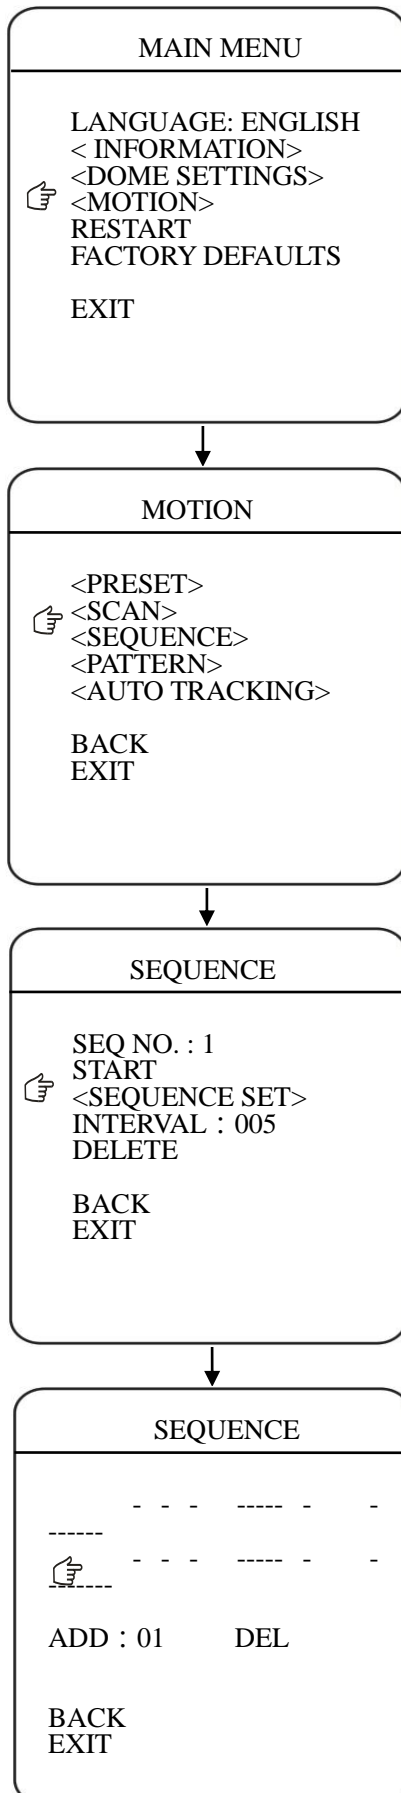 MAIN MENU
LANGUAGE: ENGLISH
< INFORMATION>
<DOME SETTINGS>
<MOTION>
RESTART
FACTORY DEFAULTS
EXIT
MOTION
<PRESET>
<SCAN>
<SEQUENCE>
<PATTERN>
<AUTO TRACKING>
BACK
EXIT
SEQUENCE
SEQ NO. : 1
START
<SEQUENCE SET>
INTERVAL：005
DELETE
BACK
EXIT
SEQUENCE
- - - ----- - -
------
- - - ----- - -
-------
ADD：01 DEL
BACK
EXIT